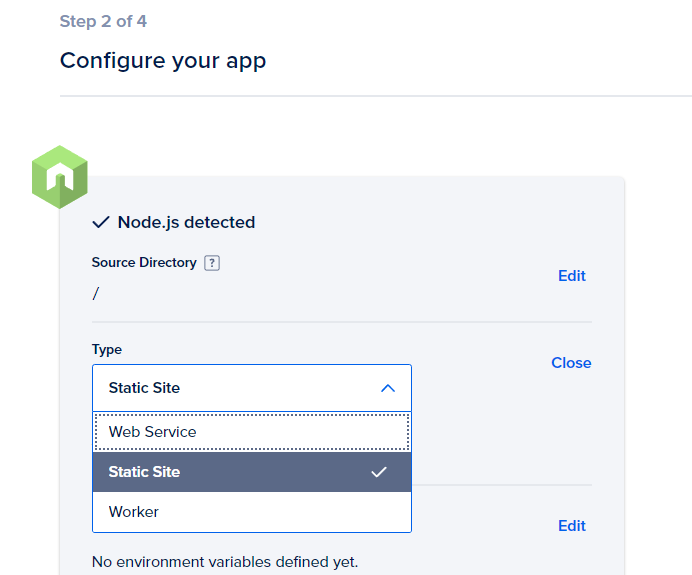 Step 2 of 4
Configure your app
Node.js detected
Source Directory ?
Edit
/
Type
Close
Static Site
Web Service
Static Site
Worker
Edit
No environment variables defined yet.